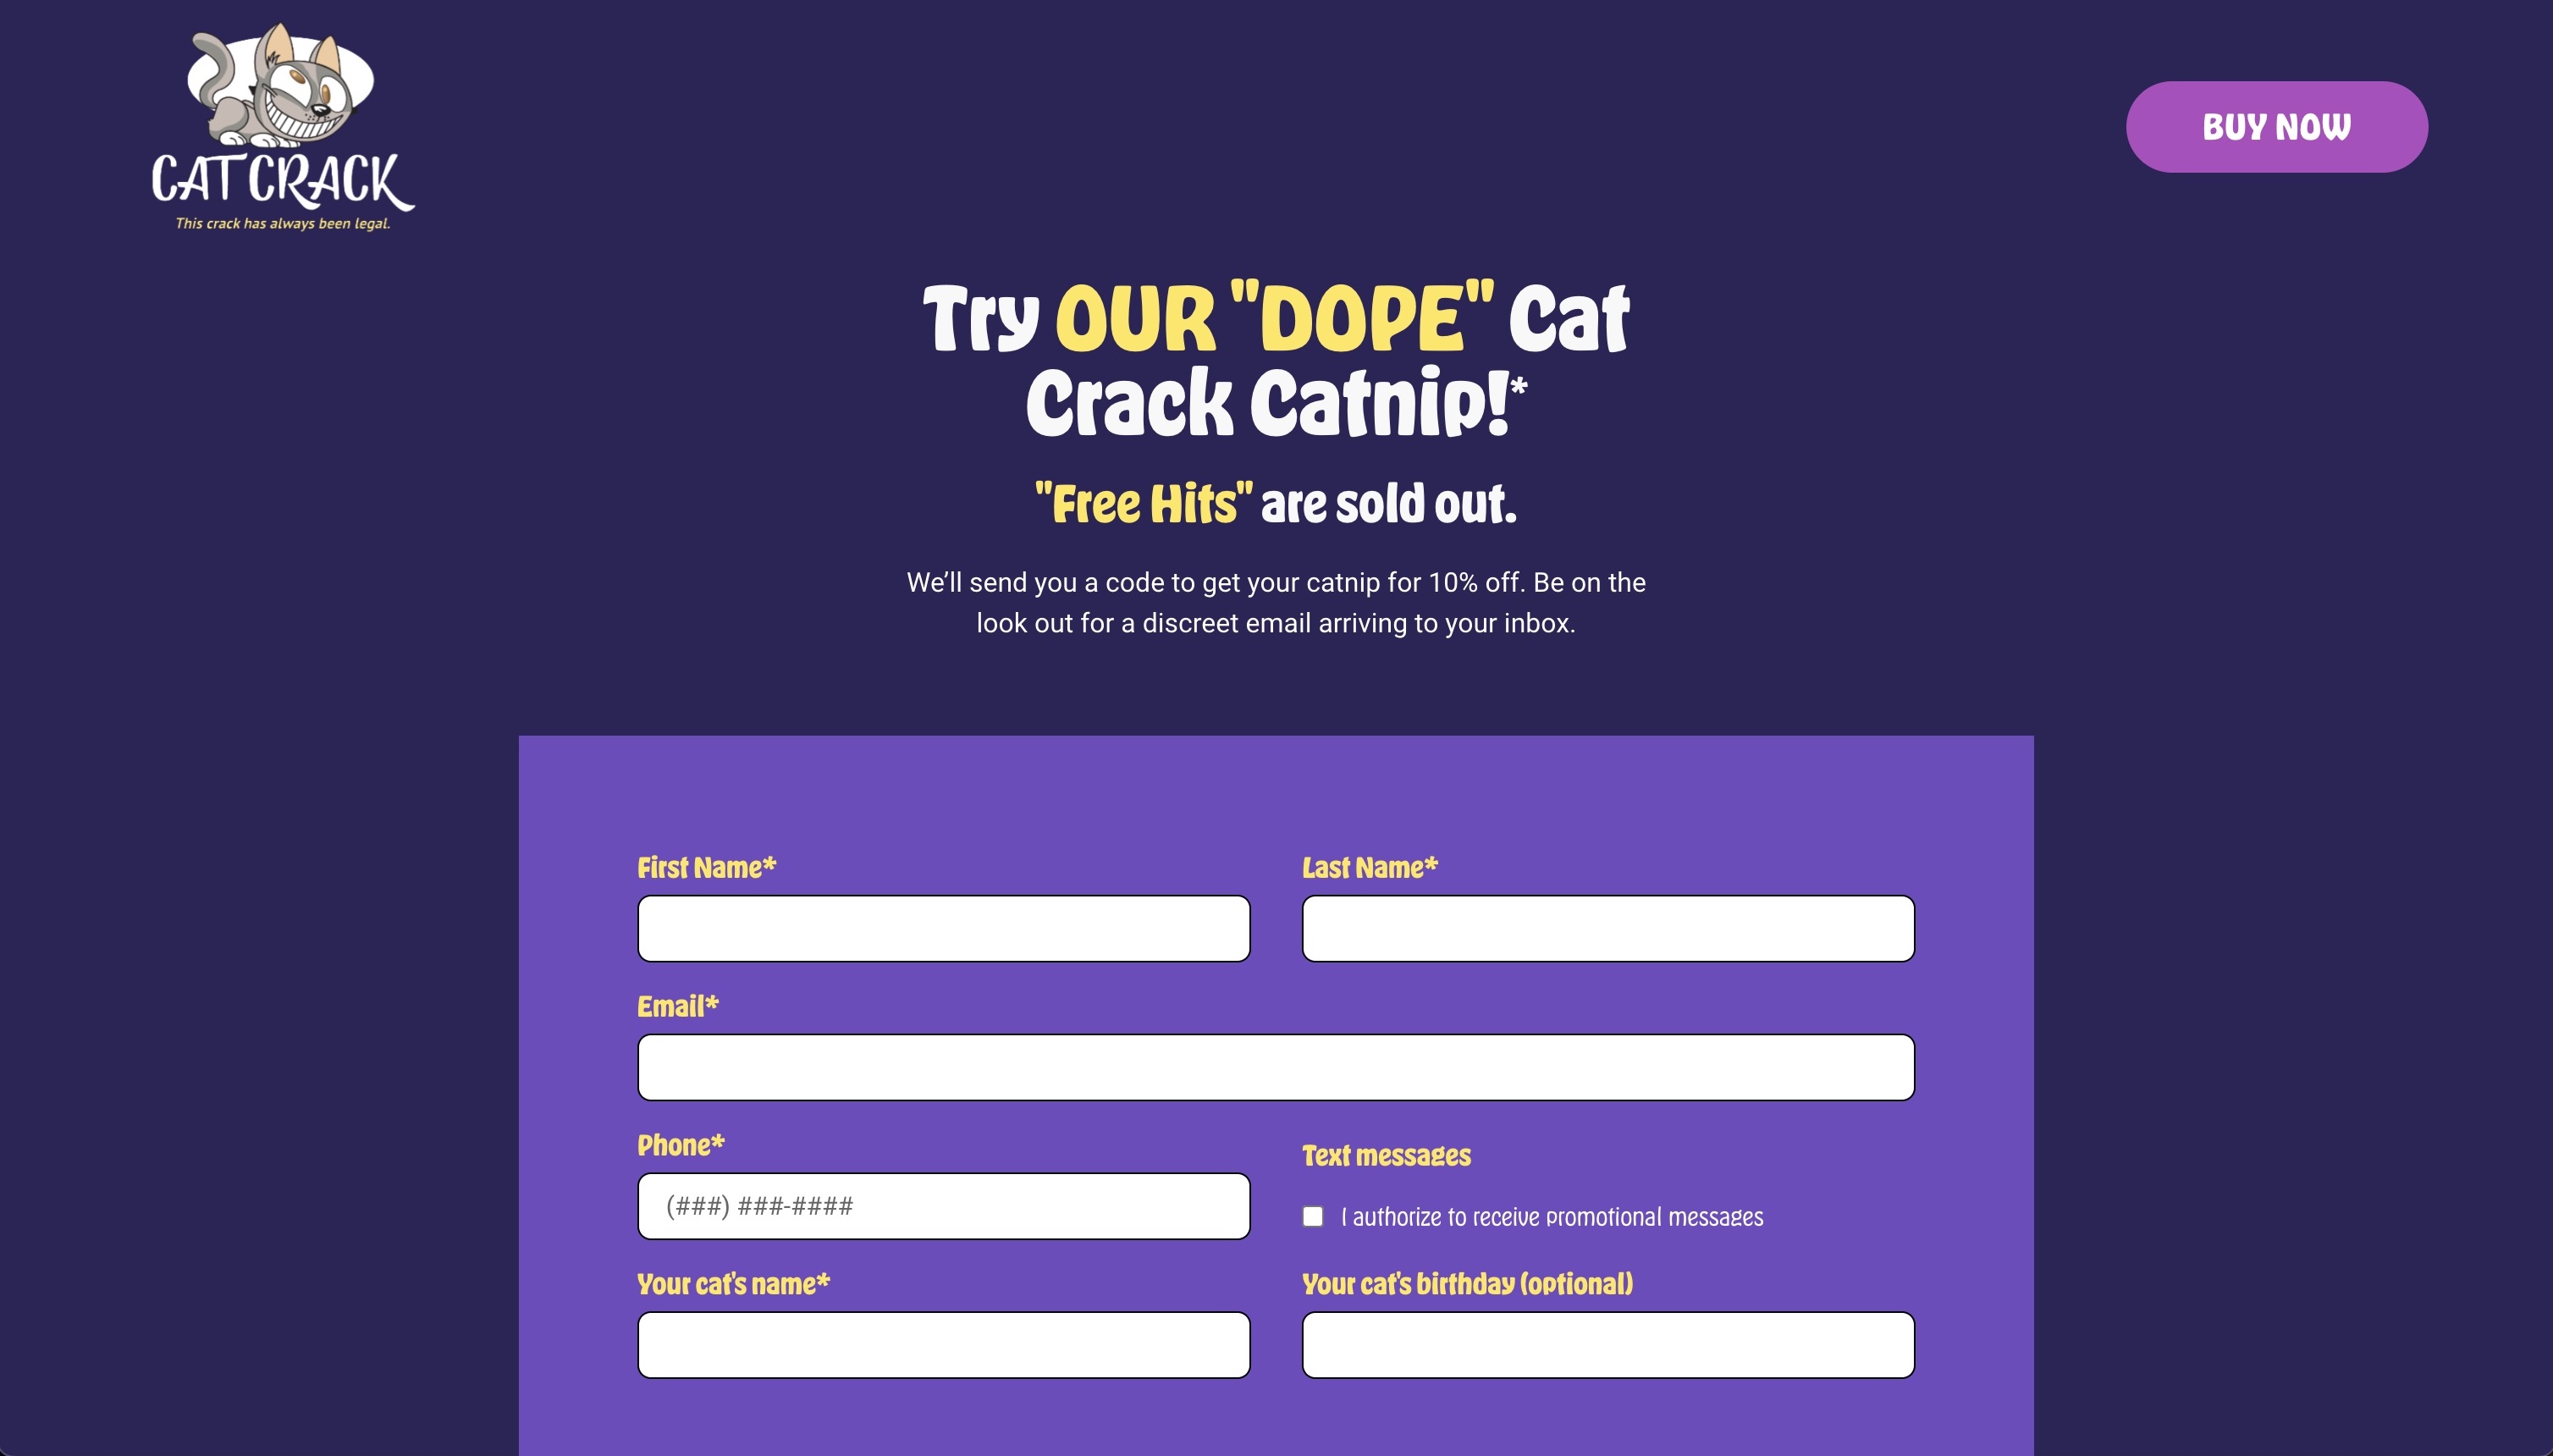 CAT CRACK
This crack has always been legal.
BUY NOW
Try OUR "DOPE" Cat
Crack Catnip!*
"Free Hits" are sold out.
We’ll send you a code to get your catnip for 10% off. Be on the
look out for a discreet email arriving to your inbox.
First Name*
Last Name*
Email*
Phone*
(###) ###-####
Text messages
I authorize to receive promotional messages
Your cat's name*
Your cat's birthday (optional)